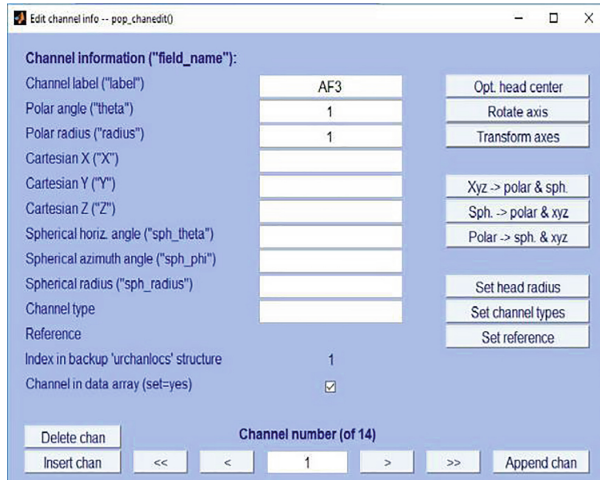 Edit channel info -- pop_chanedit()
Channel information ("field_name"):
Channel label ("label") AF3 Opt. head center
Polar angle ("theta") 1 Rotate axis
Polar radius ("radius") 1 Transform axes
Cartesian X ("X")
Cartesian Y ("Y") Xyz -> polar & sph.
Cartesian Z ("Z") Sph. -> polar & xyz
Spherical horiz. angle ("sph_theta") Polar -> sph. & xyz
Spherical azimuth angle ("sph_phi")
Spherical radius ("sph_radius") Set head radius
Channel type Set channel types
Reference Set reference
Index in backup 'urchanlocs' structure 1
Channel in data array (set=yes)
Delete chan Channel number (of 14)
Insert chan << < 1 > >> Append chan